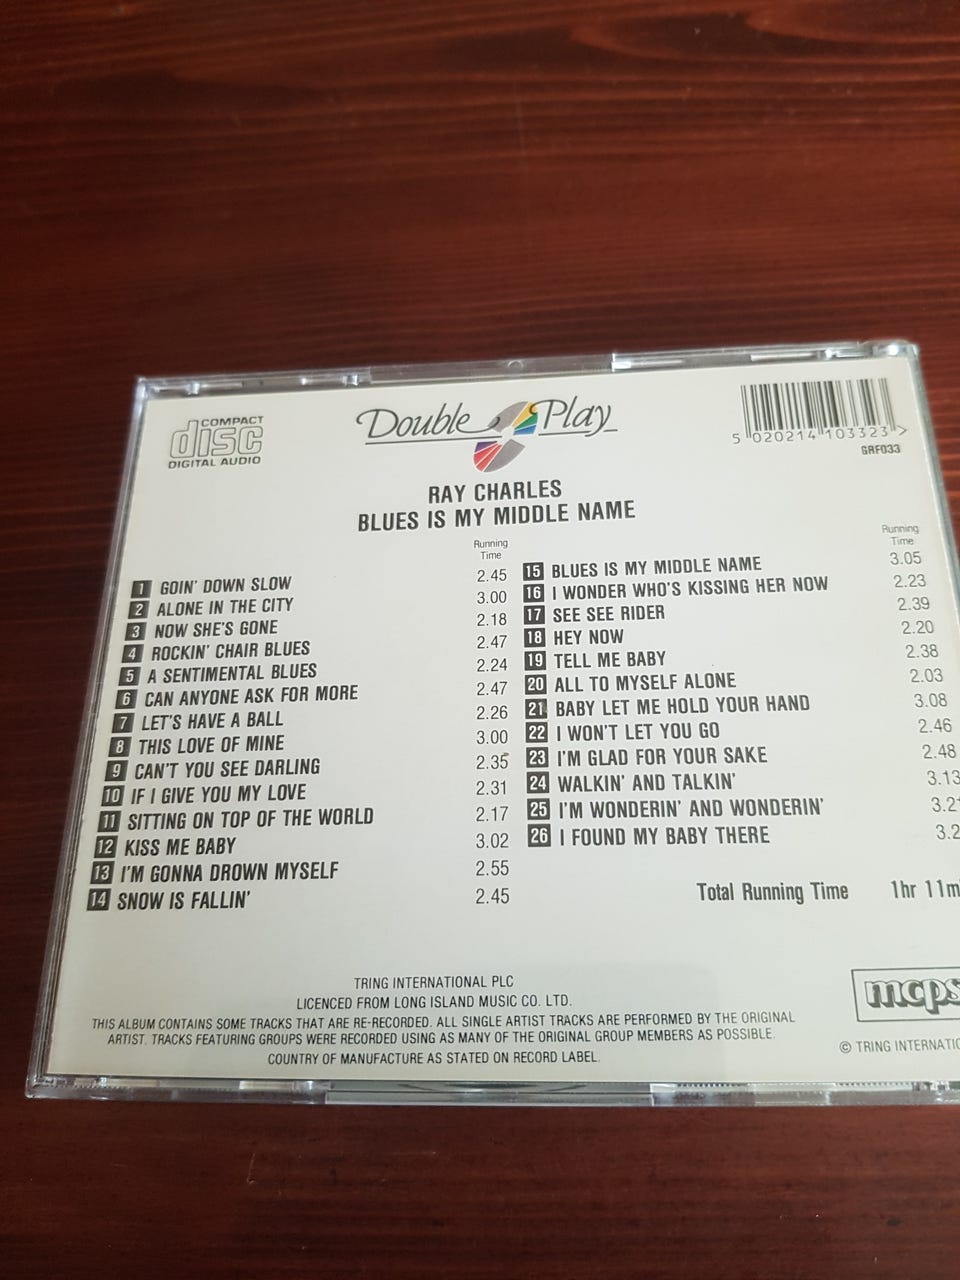 COMPACT
disc
DIGITAL AUDIO
Double Play
5 020214 103323 >
GRF033
RAY CHARLES
BLUES IS MY MIDDLE NAME
Running
Time
1 GOIN' DOWN SLOW 2.45
2 ALONE IN THE CITY 3.00
3 NOW SHE'S GONE 2.18
4 ROCKIN' CHAIR BLUES 2.47
5 A SENTIMENTAL BLUES 2.24
6 CAN ANYONE ASK FOR MORE 2.47
7 LET'S HAVE A BALL 2.26
8 THIS LOVE OF MINE 3.00
9 CAN'T YOU SEE DARLING 2.35
10 IF I GIVE YOU MY LOVE 2.31
11 SITTING ON TOP OF THE WORLD 2.17
12 KISS ME BABY 3.02
13 I'M GONNA DROWN MYSELF 2.55
14 SNOW IS FALLIN' 2.45
Running
Time
15 BLUES IS MY MIDDLE NAME 3.05
16 I WONDER WHO'S KISSING HER NOW 2.23
17 SEE SEE RIDER 2.39
18 HEY NOW 2.20
19 TELL ME BABY 2.38
20 ALL TO MYSELF ALONE 2.03
21 BABY LET ME HOLD YOUR HAND 3.08
22 I WON'T LET YOU GO 2.46
23 I'M GLAD FOR YOUR SAKE 2.48
24 WALKIN' AND TALKIN' 3.13
25 I'M WONDERIN' AND WONDERIN'
26 I FOUND MY BABY THERE
Total Running Time 1hr 11m
TRING INTERNATIONAL PLC
LICENCED FROM LONG ISLAND MUSIC CO. LTD.
THIS ALBUM CONTAINS SOME TRACKS THAT ARE RE-RECORDED. ALL SINGLE ARTIST TRACKS ARE PERFORMED BY THE ORIGINAL
ARTIST. TRACKS FEATURING GROUPS WERE RECORDED USING AS MANY OF THE ORIGINAL GROUP MEMBERS AS POSSIBLE.
COUNTRY OF MANUFACTURE AS STATED ON RECORD LABEL.
mcps
© TRING